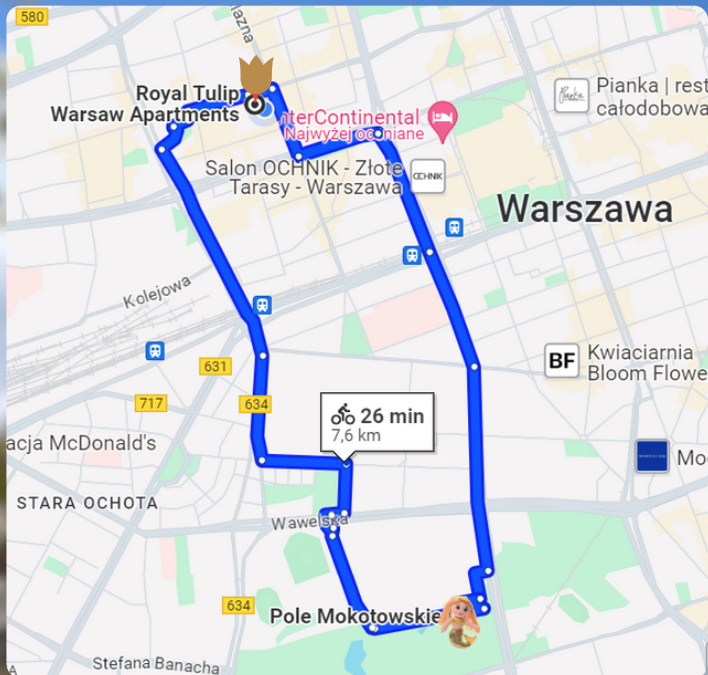 580
Royal Tulip
Warsaw Apartments
Pianka | rest
całodobowa
InterContinental
Najwyżej oceniane
Salon OCHNIK - Złote
Tarasy - Warszawa
OCHNIK
Warszawa
Kolejowa
631
BF
Kwiaciarnia
Bloom Flowe
717
634
26 min
7,6 km
acja McDonald's
Mo
STARA OCHOTA
Wawelska
634
Pole Mokotowskie
Stefana Banacha